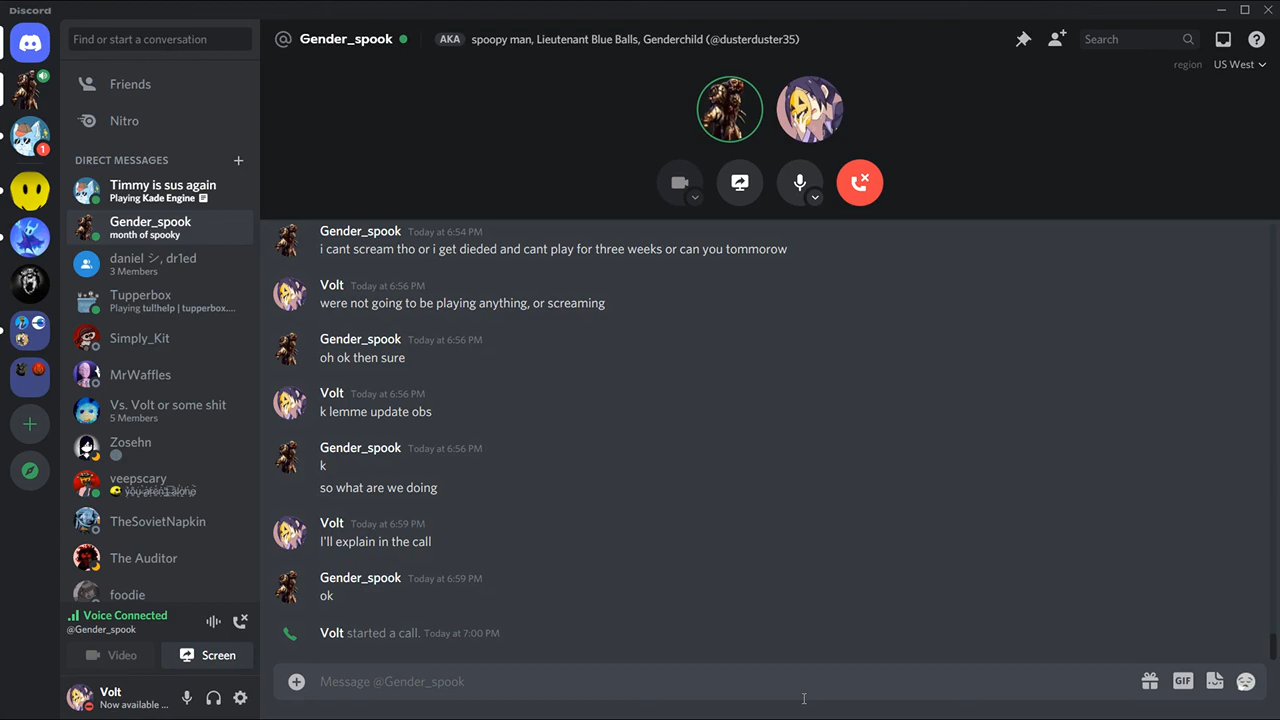 Discord
Find or start a conversation
Friends
Nitro
DIRECT MESSAGES
Timmy is sus again
Playing Kade Engine
Gender_spook
month of spooky
daniel シ, dr1ed
3 Members
Tupperbox
Playing tul!help | tupperbox....
Simply_Kit
MrWaffles
Vs. Volt or some shit
5 Members
Zosehn
veepscary
TheSovietNapkin
The Auditor
foodie
Voice Connected
@Gender_spook
Video
Screen
Volt
Now available ...
1
@ Gender_spook
AKA spoopy man, Lieutenant Blue Balls, Genderchild (@dusterduster35)
Search
region US West
Gender_spook Today at 6:54 PM
i cant scream tho or i get dieded and cant play for three weeks or can you tommorow
Volt Today at 6:56 PM
were not going to be playing anything, or screaming
Gender_spook Today at 6:56 PM
oh ok then sure
Volt Today at 6:56 PM
k lemme update obs
Gender_spook Today at 6:56 PM
k
so what are we doing
Volt Today at 6:59 PM
I'll explain in the call
Gender_spook Today at 6:59 PM
ok
Volt started a call. Today at 7:00 PM
Message @Gender_spook
GIF